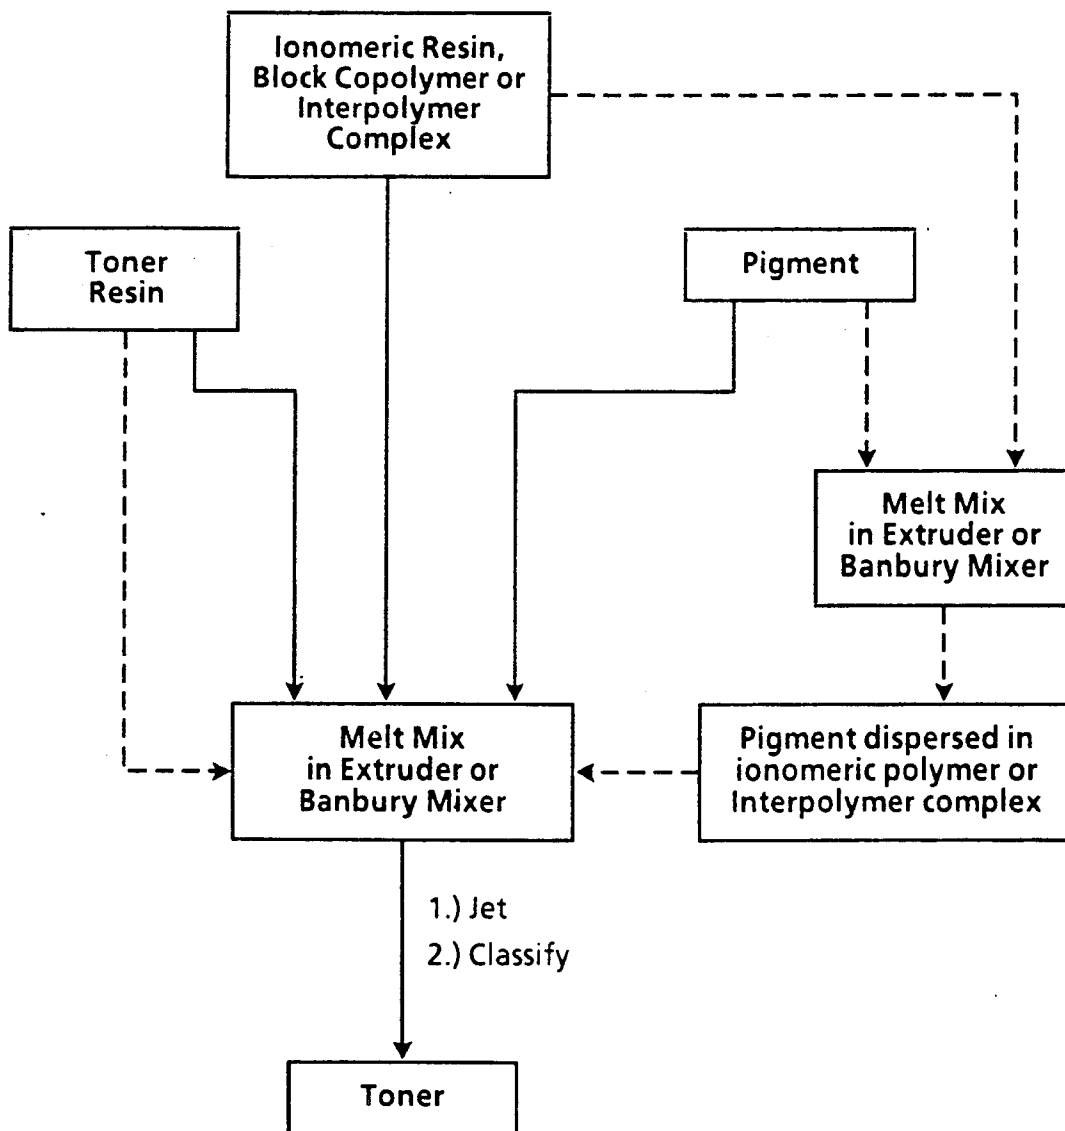 Ionomeric Resin,
Block Copolymer or
Interpolymer
Complex
Toner
Resin
Pigment
Melt Mix
in Extruder or
Banbury Mixer
Melt Mix
in Extruder or
Banbury Mixer
Pigment dispersed in
ionomeric polymer or
Interpolymer complex
1.) Jet
2.) Classify
Toner